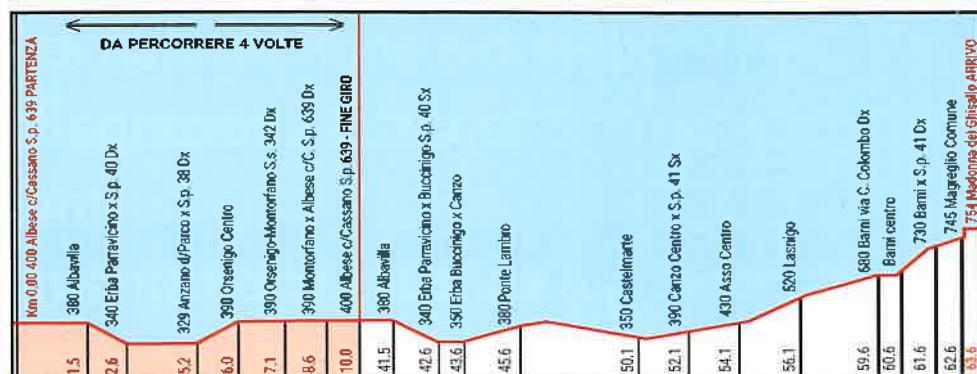 DA PERCORRERE 4 VOLTE
Km 0,00 400 Albese c/Cassano S.p. 639 PARTENZA
380 Albavilla
340 Erba Parravicino x S.p. 40 Dx
329 Anzano d/Parco x S.p. 38 Dx
390 Orsenigo Centro
390 Orsenigo-Montorfano S.s. 342 Dx
390 Montorfano x Albese c/C. S.p. 639 Dx
400 Albese c/Cassano S.p. 639 - FINE GIRO
380 Albavilla
340 Erba Parravicino x Buccinigo S.p. 40 Sx
350 Erba Buccinigo x Canzo
380 Ponte Lambro
350 Castelmarte
390 Canzo Centro x S.p. 41 Sx
430 Asso Centro
520 Lasnigo
680 Barni via C. Colombo Dx
Barni centro
730 Barni x S.p. 41 Dx
745 Magreglio Comune
754 Madonna del Ghisallo ARRIVO
1.5
2.6
5.2
6.0
7.1
8.6
10.0
41.5
42.6
43.6
45.6
50.1
52.1
54.1
56.1
59.6
60.6
61.6
62.6
63.6